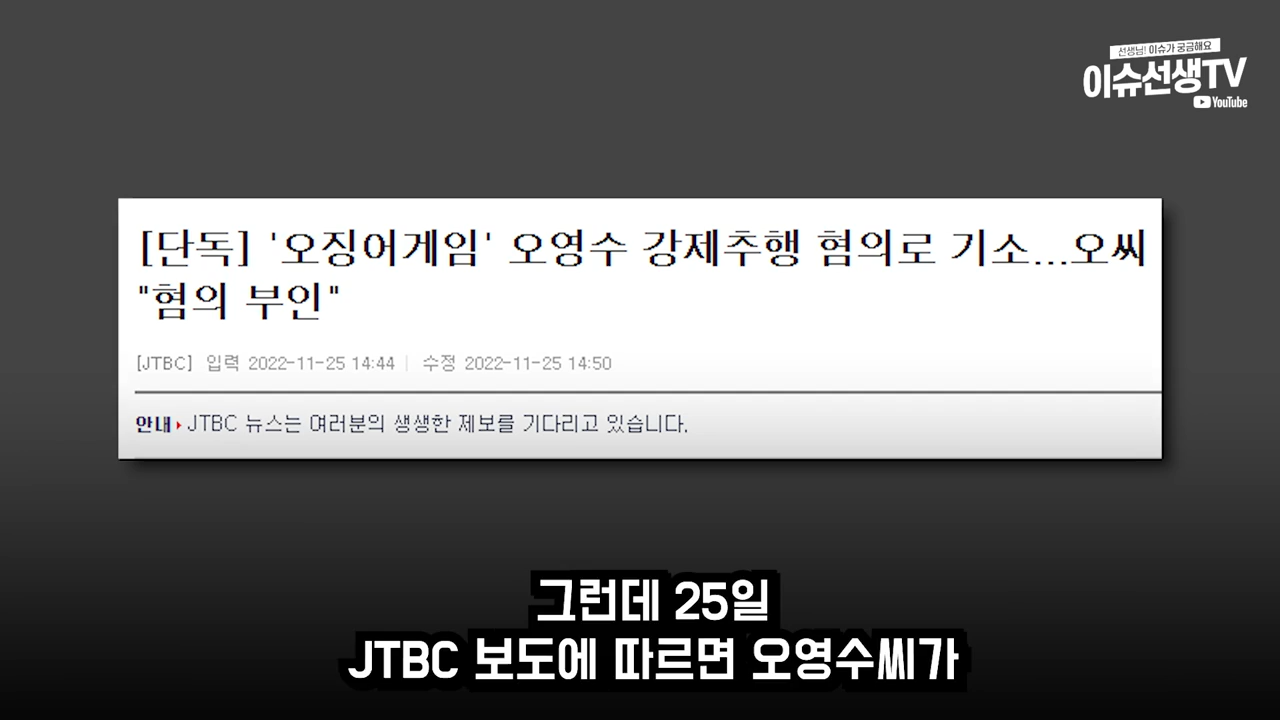 선생님! 이슈가 궁금해요
이슈선생TV
YouTube
[단독] '오징어게임' 오영수 강제추행 혐의로 기소...오씨
"혐의 부인"
[JTBC] 입력 2022-11-25 14:44 | 수정 2022-11-25 14:50
안내 JTBC 뉴스는 여러분의 생생한 제보를 기다리고 있습니다.
그런데 25일
JTBC 보도에 따르면 오영수씨가